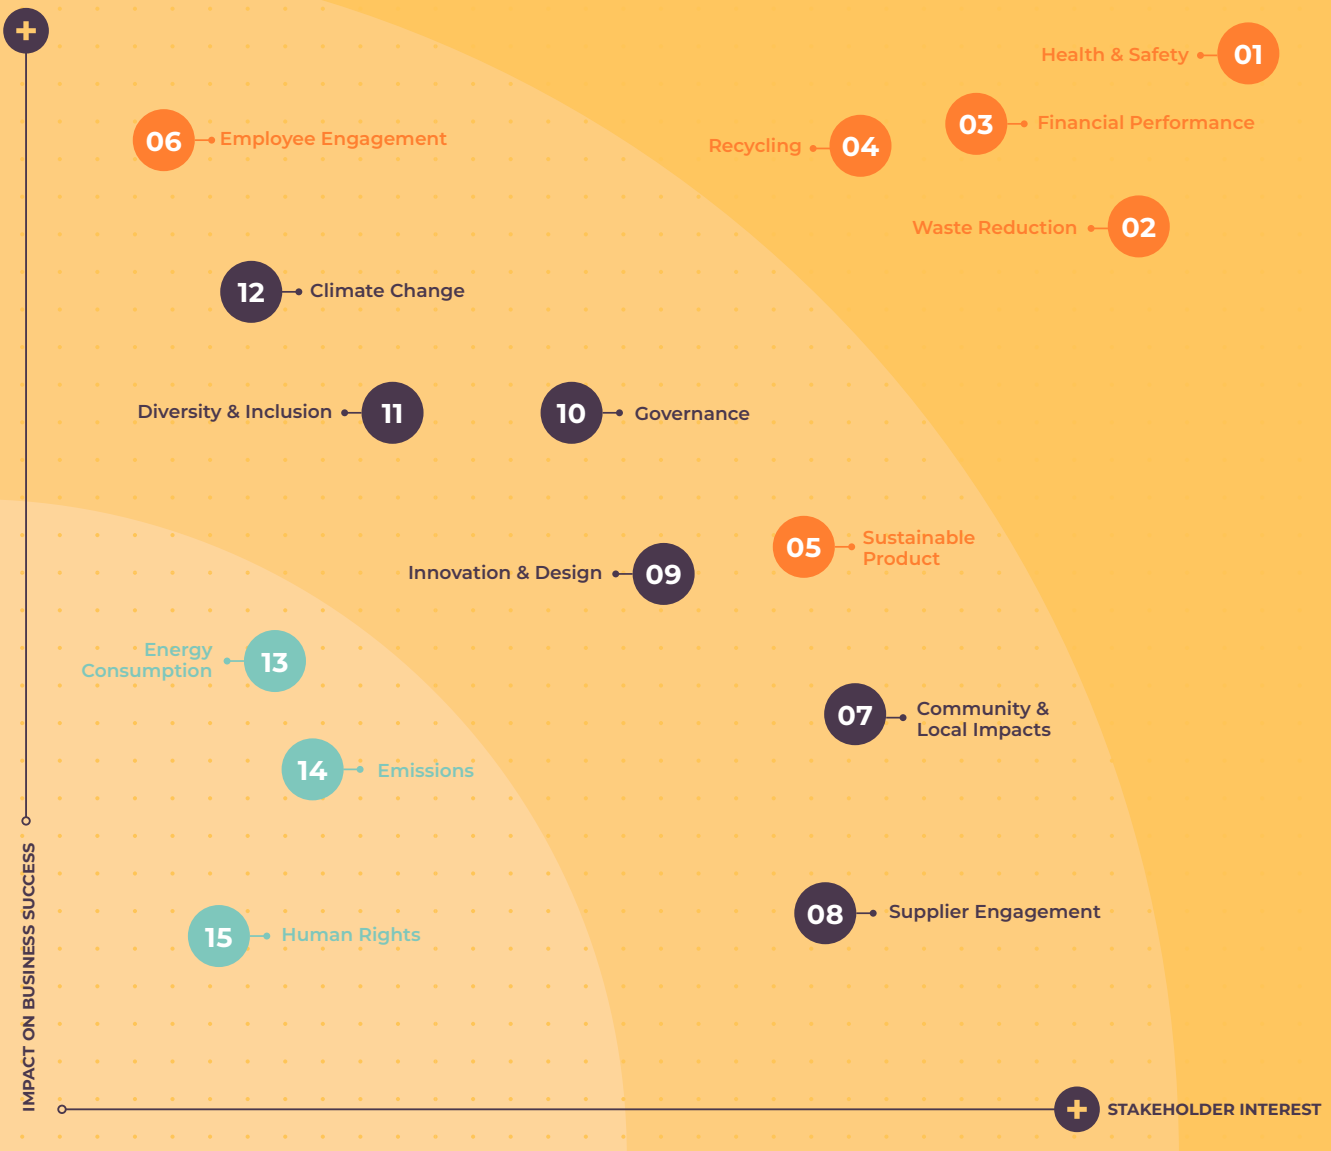 +
Health & Safety
01
03
Financial Performance
Recycling
04
06
Employee Engagement
Waste Reduction
02
12
Climate Change
Diversity & Inclusion
11
10
Governance
05
Sustainable
Product
Innovation & Design
09
Energy
Consumption
13
07
Community &
Local Impacts
14
Emissions
08
Supplier Engagement
15
Human Rights
IMPACT ON BUSINESS SUCCESS
+
STAKEHOLDER INTEREST